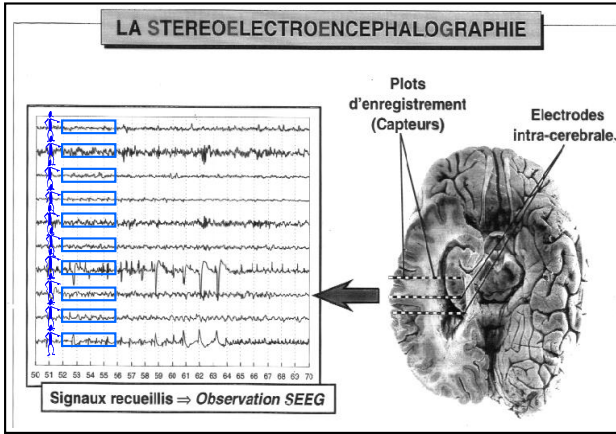 LA STEREOELECTROENCEPHALOGRAPHIE
Plots
d'enregistrement
(Capteurs)
Electrodes
intra-cerebrale.
50 51 52 53 54 55 56 57 58 59 60 61 62 63 64 65 66 67 68 69 70
Signaux recueillis ⇒ Observation SEEG